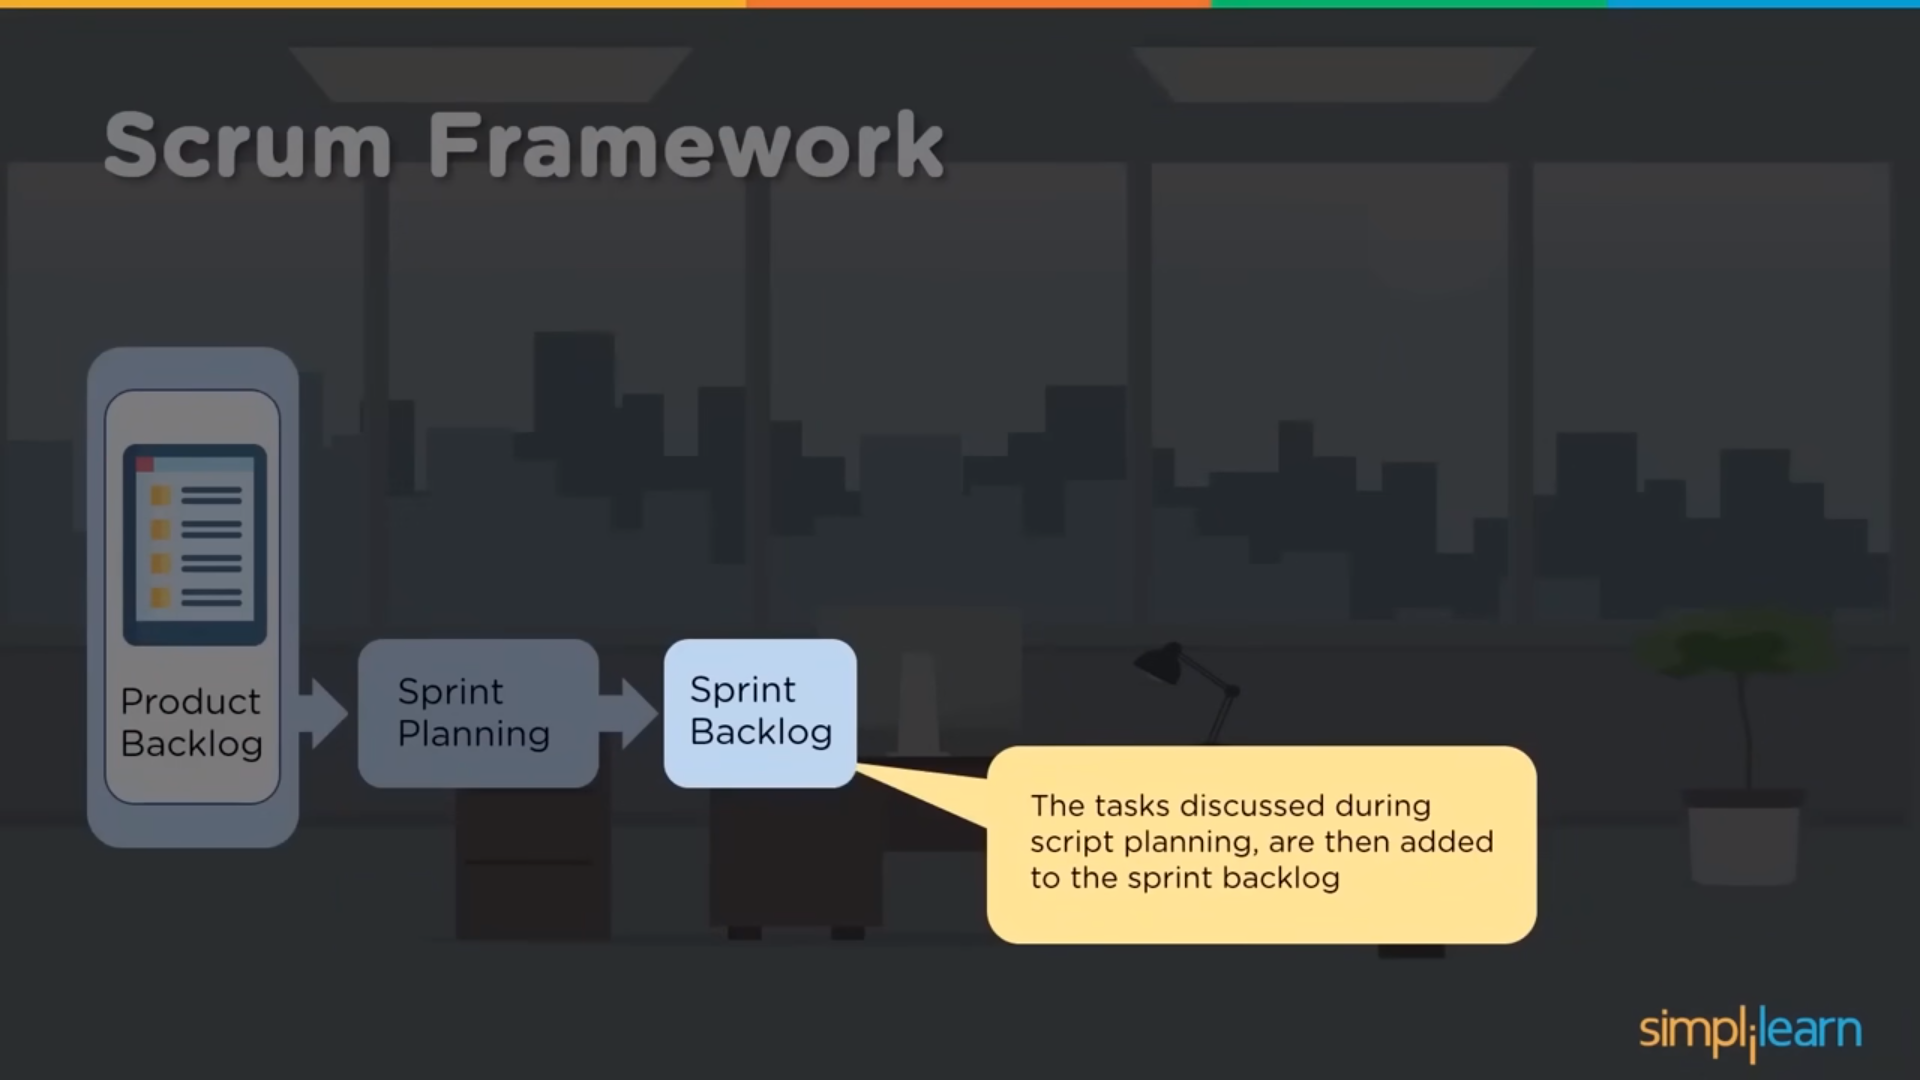 Scrum Framework
Product
Backlog
Sprint
Planning
Sprint
Backlog
The tasks discussed during
script planning, are then added
to the sprint backlog
simplilearn